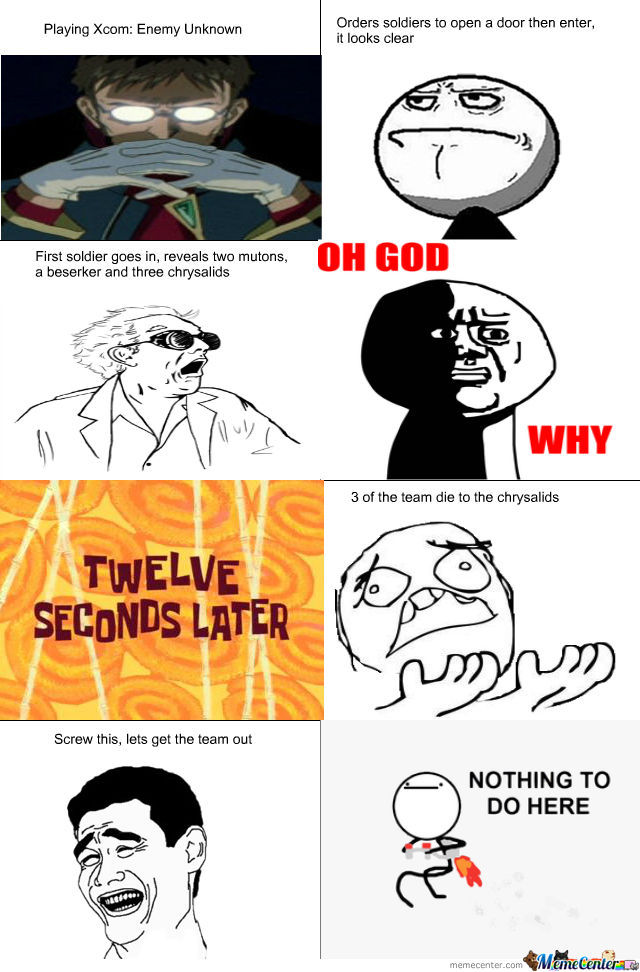 Playing Xcom: Enemy Unknown
Orders soldiers to open a door then enter,
it looks clear
First soldier goes in, reveals two mutons,
a beserker and three chrysalids
OH GOD
WHY
TWELVE
SECONDS LATER
3 of the team die to the chrysalids
Screw this, lets get the team out
NOTHING TO
DO HERE
memecenter.com MemeCenter